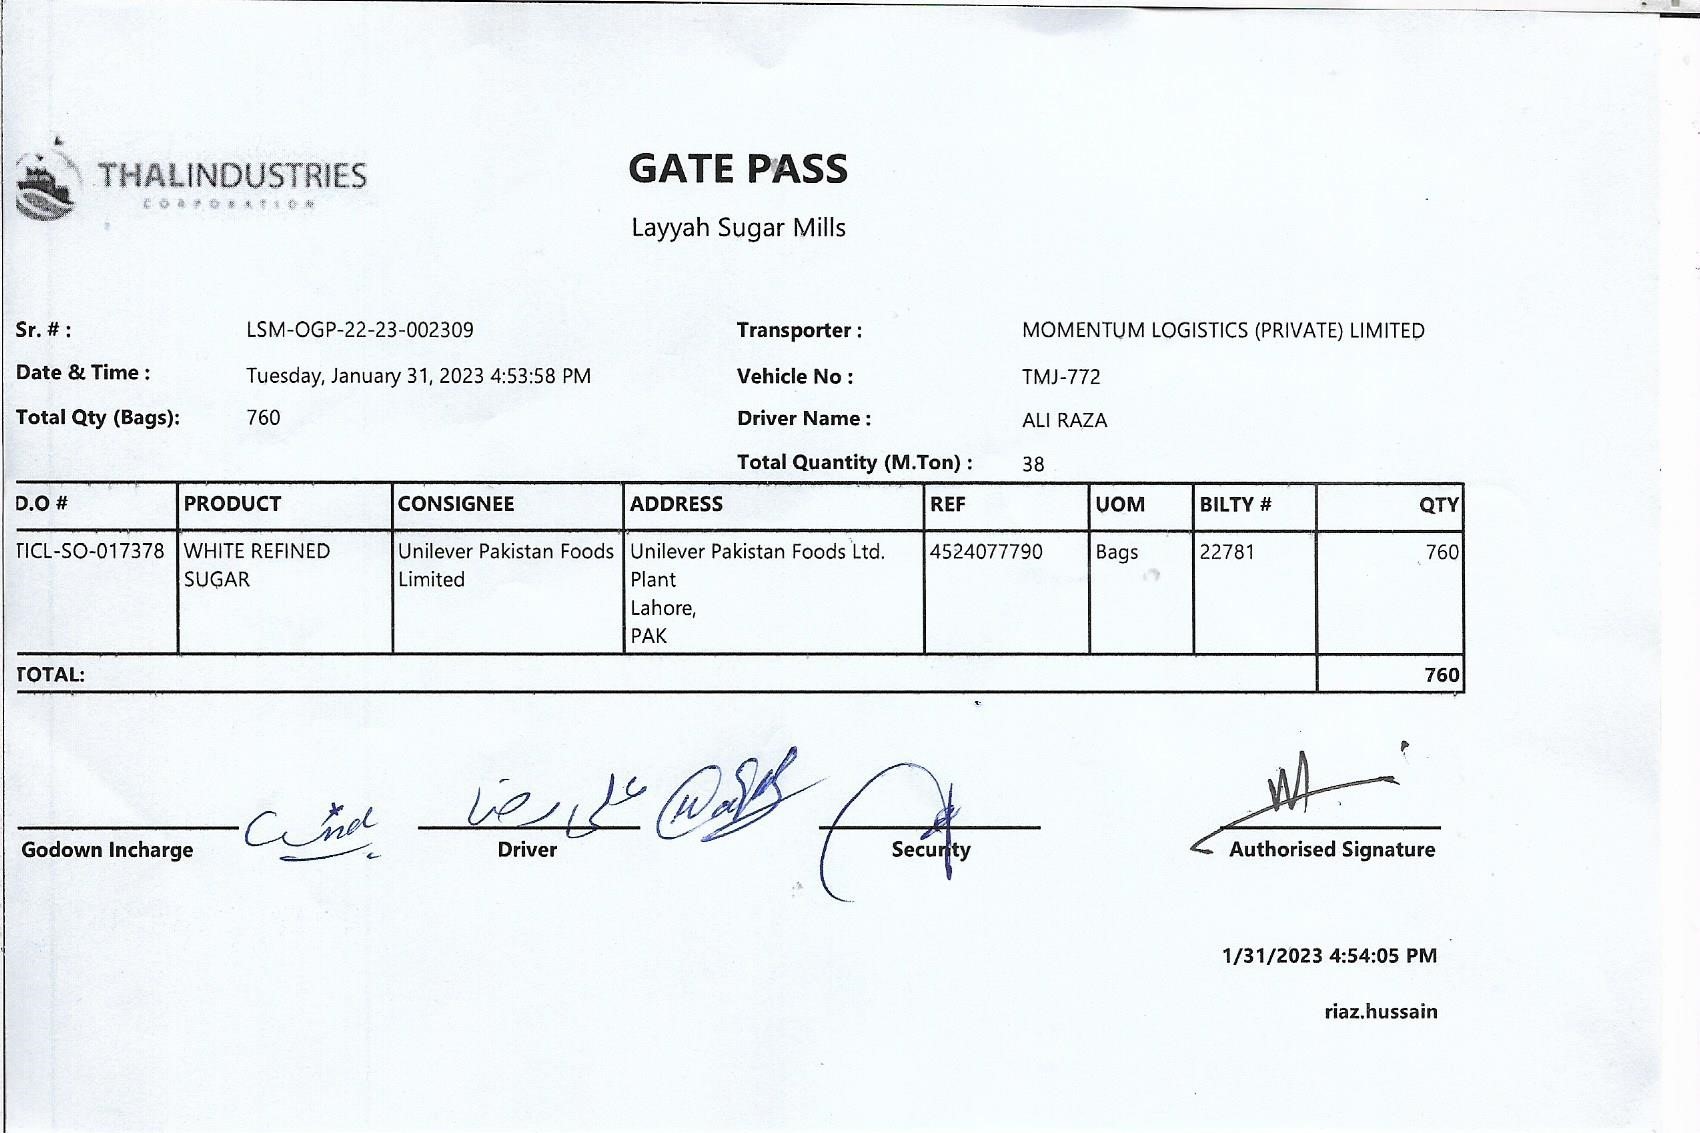 THALINDUSTRIES
CORPORATION
GATE PASS
Layyah Sugar Mills
Sr. # : LSM-OGP-22-23-002309 Transporter : MOMENTUM LOGISTICS (PRIVATE) LIMITED
Date & Time : Tuesday, January 31, 2023 4:53:58 PM Vehicle No : TMJ-772
Total Qty (Bags): 760 Driver Name : ALI RAZA
Total Quantity (M.Ton) : 38
D.O # PRODUCT CONSIGNEE ADDRESS REF UOM BILTY # QTY
TICL-SO-017378 WHITE REFINED Unilever Pakistan Foods Unilever Pakistan Foods Ltd. 4524077790 Bags 22781 760
SUGAR Limited Plant
Lahore,
PAK
TOTAL: 760
علی رضا
Godown Incharge Driver Security Authorised Signature
1/31/2023 4:54:05 PM
riaz.hussain